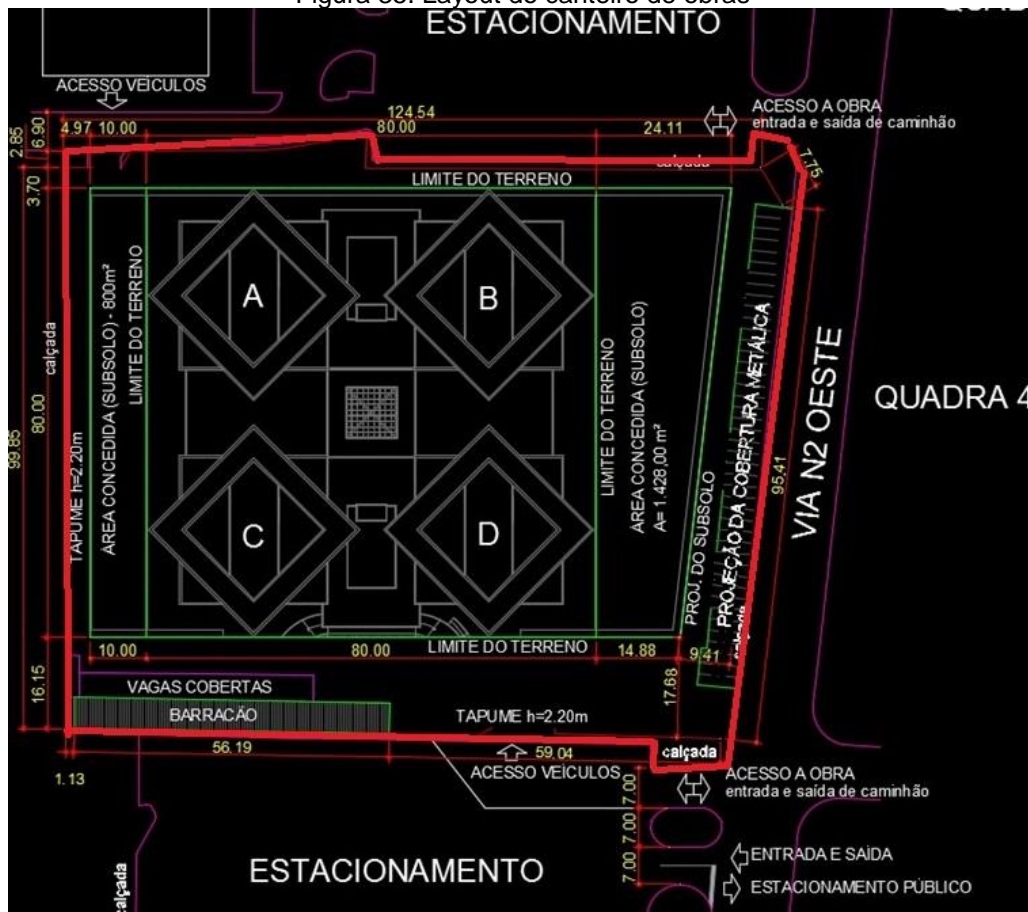 Figura 33: Layout do canteiro de obras
ESTACIONAMENTO
ACESSO VEÍCULOS
124.54
4.97 10.00
80.00
24.11
ACESSO A OBRA
entrada e saída de caminhão
2.85
6.90
3.70
calçada
7.75
LIMITE DO TERRENO
calçada
80.00
99.85
16.15
TAPUME h=2.20m
ÁREA CONCEDIDA (SUBSOLO) - 800m²
LIMITE DO TERRENO
A
B
C
D
LIMITE DO TERRENO
ÁREA CONCEDIDA (SUBSOLO)
A= 1.428,00 m²
PROJ. DO SUBSOLO
PROJEÇÃO DA COBERTURA METÁLICA
calçada
95.41
VIA N2 OESTE
QUADRA 4
10.00
80.00
LIMITE DO TERRENO
14.88
9.41
17.68
VAGAS COBERTAS
BARRACÃO
TAPUME h=2.20m
56.19
59.04
calçada
1.13
ACESSO VEÍCULOS
ACESSO A OBRA
entrada e saída de caminhão
7.00
7.00
7.00
ESTACIONAMENTO
ENTRADA E SAÍDA
ESTACIONAMENTO PÚBLICO
calçada